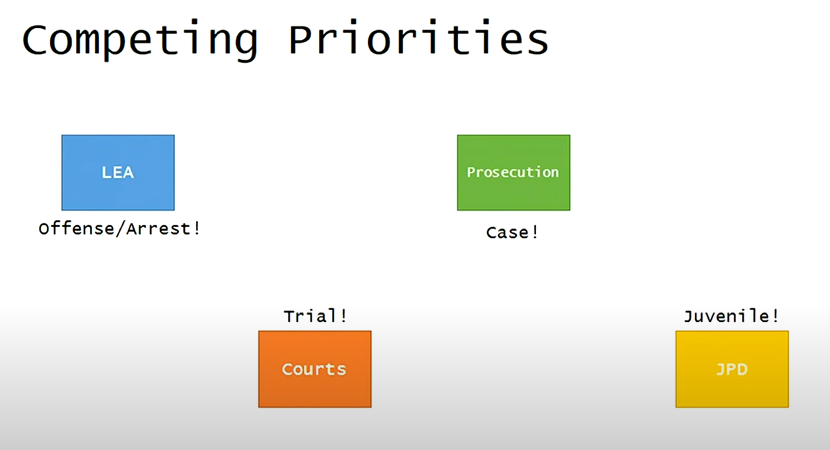 Competing Priorities
LEA
Offense/Arrest!
Prosecution
Case!
Trial!
Courts
Juvenile!
JPD